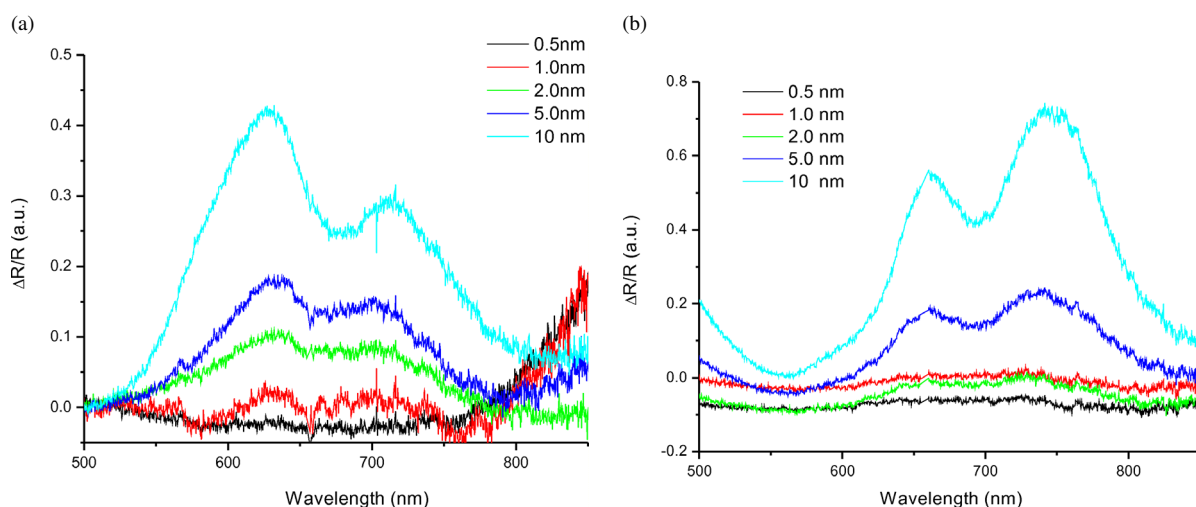 (a)
0.5nm
1.0nm
2.0nm
5.0nm
10 nm
0.5
0.4
0.3
0.2
0.1
0.0
ΔR/R (a.u.)
500
600
700
800
Wavelength (nm)
(b)
0.5 nm
1.0 nm
2.0 nm
5.0 nm
10 nm
0.8
0.6
0.4
0.2
0.0
-0.2
ΔR/R (a.u.)
500
600
700
800
Wavelength (nm)